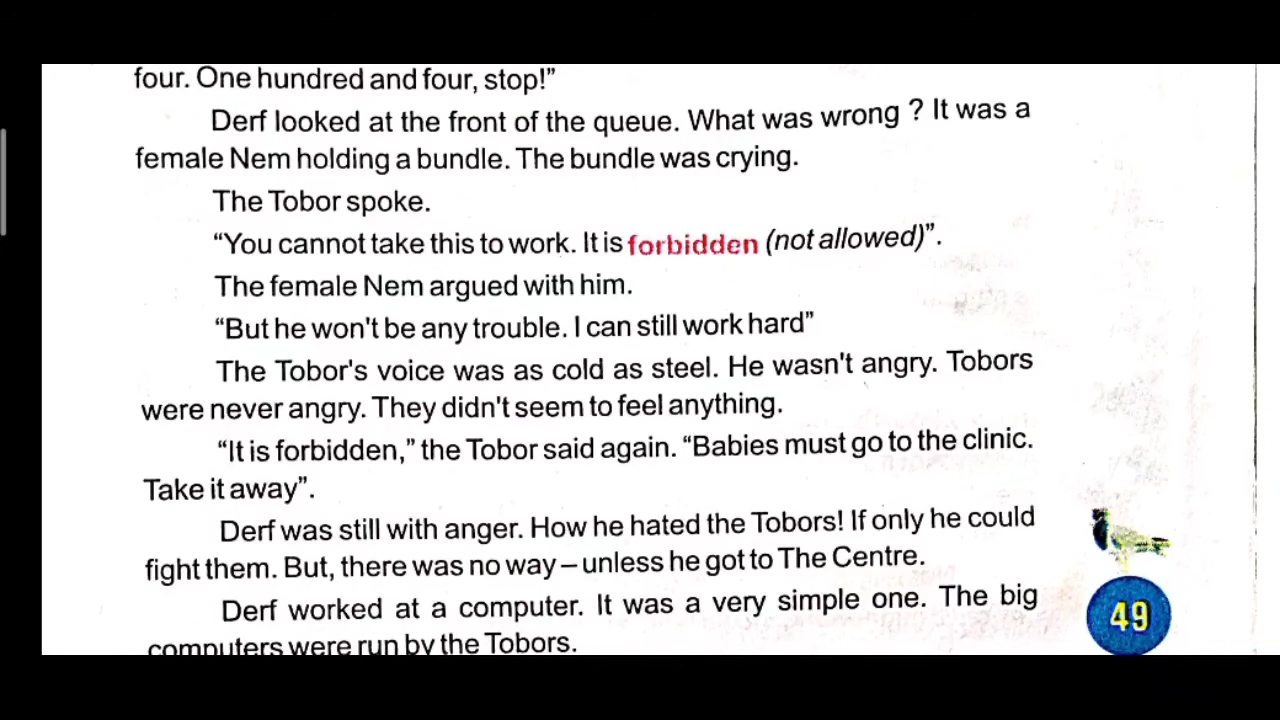 four. One hundred and four, stop!”
Derf looked at the front of the queue. What was wrong ? It was a
female Nem holding a bundle. The bundle was crying.
The Tobor spoke.
“You cannot take this to work. It is forbidden (not allowed)”.
The female Nem argued with him.
“But he won't be any trouble. I can still work hard”
The Tobor's voice was as cold as steel. He wasn't angry. Tobors
were never angry. They didn't seem to feel anything.
“It is forbidden,” the Tobor said again. “Babies must go to the clinic.
Take it away”.
Derf was still with anger. How he hated the Tobors! If only he could
fight them. But, there was no way – unless he got to The Centre.
Derf worked at a computer. It was a very simple one. The big
computers were run by the Tobors.
49